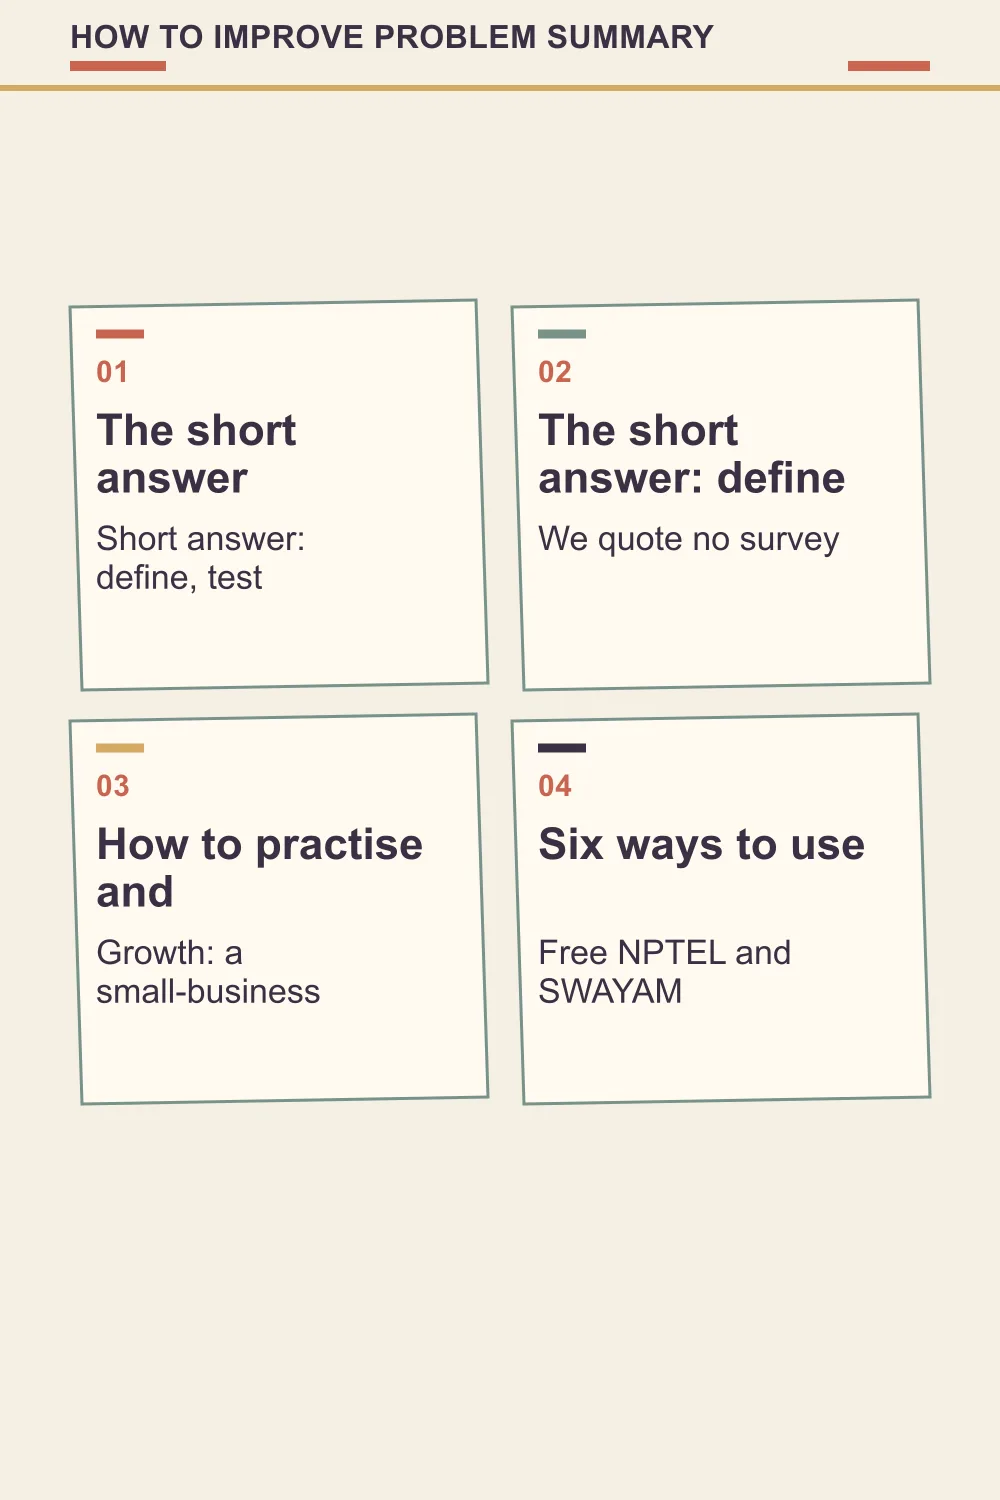 HOW TO IMPROVE PROBLEM SUMMARY
01
The short
answer
Short answer:
define, test
02
The short
answer: define
We quote no survey
03
How to practise
and
Growth: a
small-business
04
Six ways to use
Free NPTEL and
SWAYAM